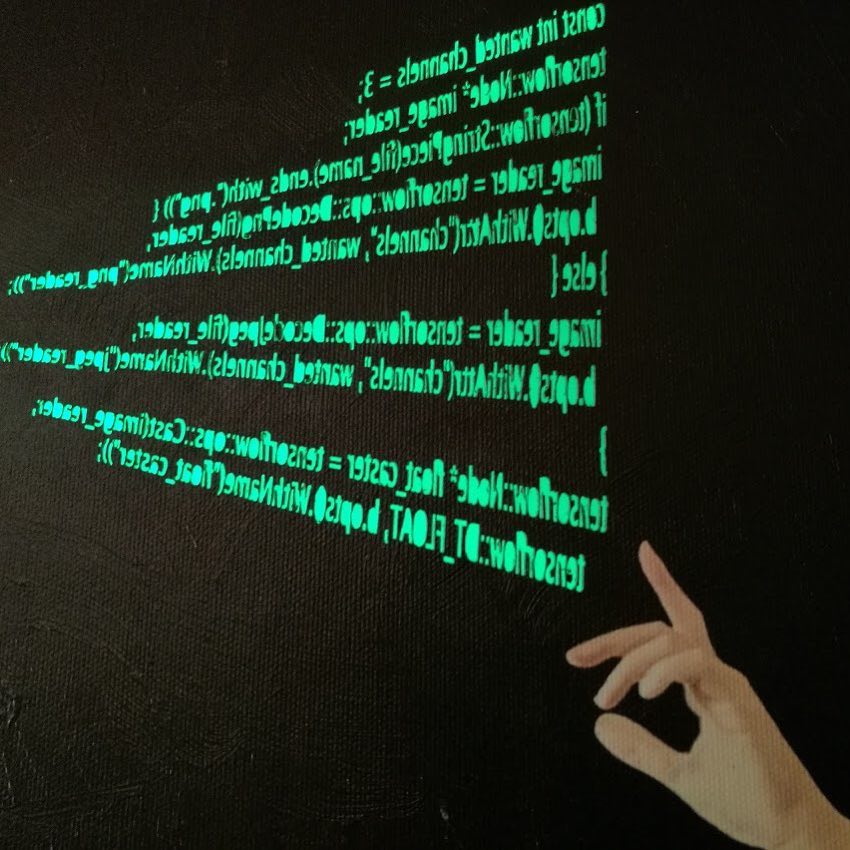 const int wanted_channels = 3;
tensorflow::Node* image_reader;
if (tensorflow::StringPiece(file_name).ends_with(".png")) {
image_reader = tensorflow::ops::DecodePng(file_reader,
b.opts().WithAttr("channels", wanted_channels).WithName("png_reader"));
} else {
image_reader = tensorflow::ops::DecodeJpeg(file_reader,
b.opts().WithAttr("channels", wanted_channels).WithName("jpeg_reader"))
}
tensorflow::Node* float_caster = tensorflow::ops::Cast(image_reader,
tensorflow::DT_FLOAT, b.opts().WithName("float_caster"));